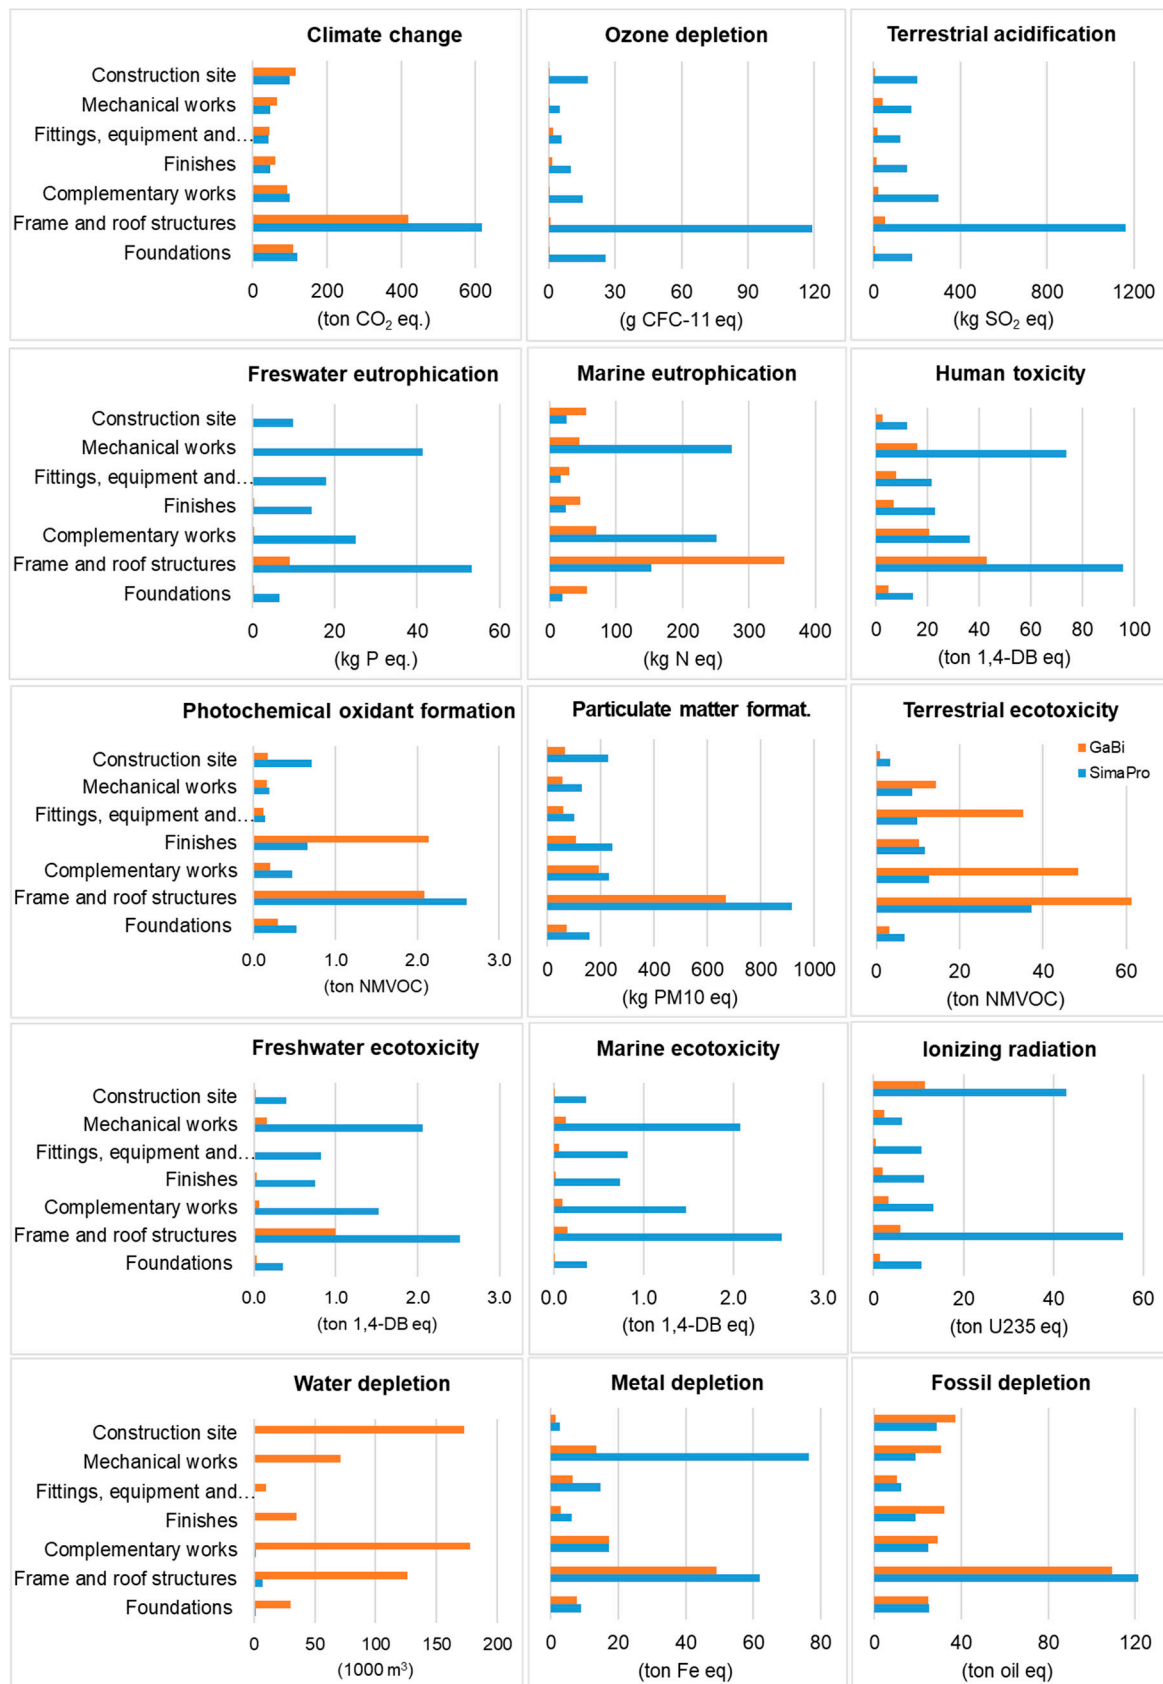 Climate change
Construction site
Mechanical works
Fittings, equipment and...
Finishes
Complementary works
Frame and roof structures
Foundations
0 200 400 600
(ton CO₂ eq.)
Ozone depletion
0 30 60 90 120
(g CFC-11 eq)
Terrestrial acidification
0 400 800 1200
(kg SO₂ eq)
Freswater eutrophication
Construction site
Mechanical works
Fittings, equipment and...
Finishes
Complementary works
Frame and roof structures
Foundations
0 20 40 60
(kg P eq.)
Marine eutrophication
0 100 200 300 400
(kg N eq)
Human toxicity
0 20 40 60 80 100
(ton 1,4-DB eq)
Photochemical oxidant formation
Construction site
Mechanical works
Fittings, equipment and...
Finishes
Complementary works
Frame and roof structures
Foundations
0.0 1.0 2.0 3.0
(ton NMVOC)
Particulate matter format.
0 200 400 600 800 1000
(kg PM10 eq)
Terrestrial ecotoxicity
GaBi
SimaPro
0 20 40 60
(ton NMVOC)
Freshwater ecotoxicity
Construction site
Mechanical works
Fittings, equipment and...
Finishes
Complementary works
Frame and roof structures
Foundations
0.0 1.0 2.0 3.0
(ton 1,4-DB eq)
Marine ecotoxicity
0.0 1.0 2.0 3.0
(ton 1,4-DB eq)
Ionizing radiation
0 20 40 60
(ton U235 eq)
Water depletion
Construction site
Mechanical works
Fittings, equipment and...
Finishes
Complementary works
Frame and roof structures
Foundations
0 50 100 150 200
(1000 m³)
Metal depletion
0 20 40 60 80
(ton Fe eq)
Fossil depletion
0 40 80 120
(ton oil eq)